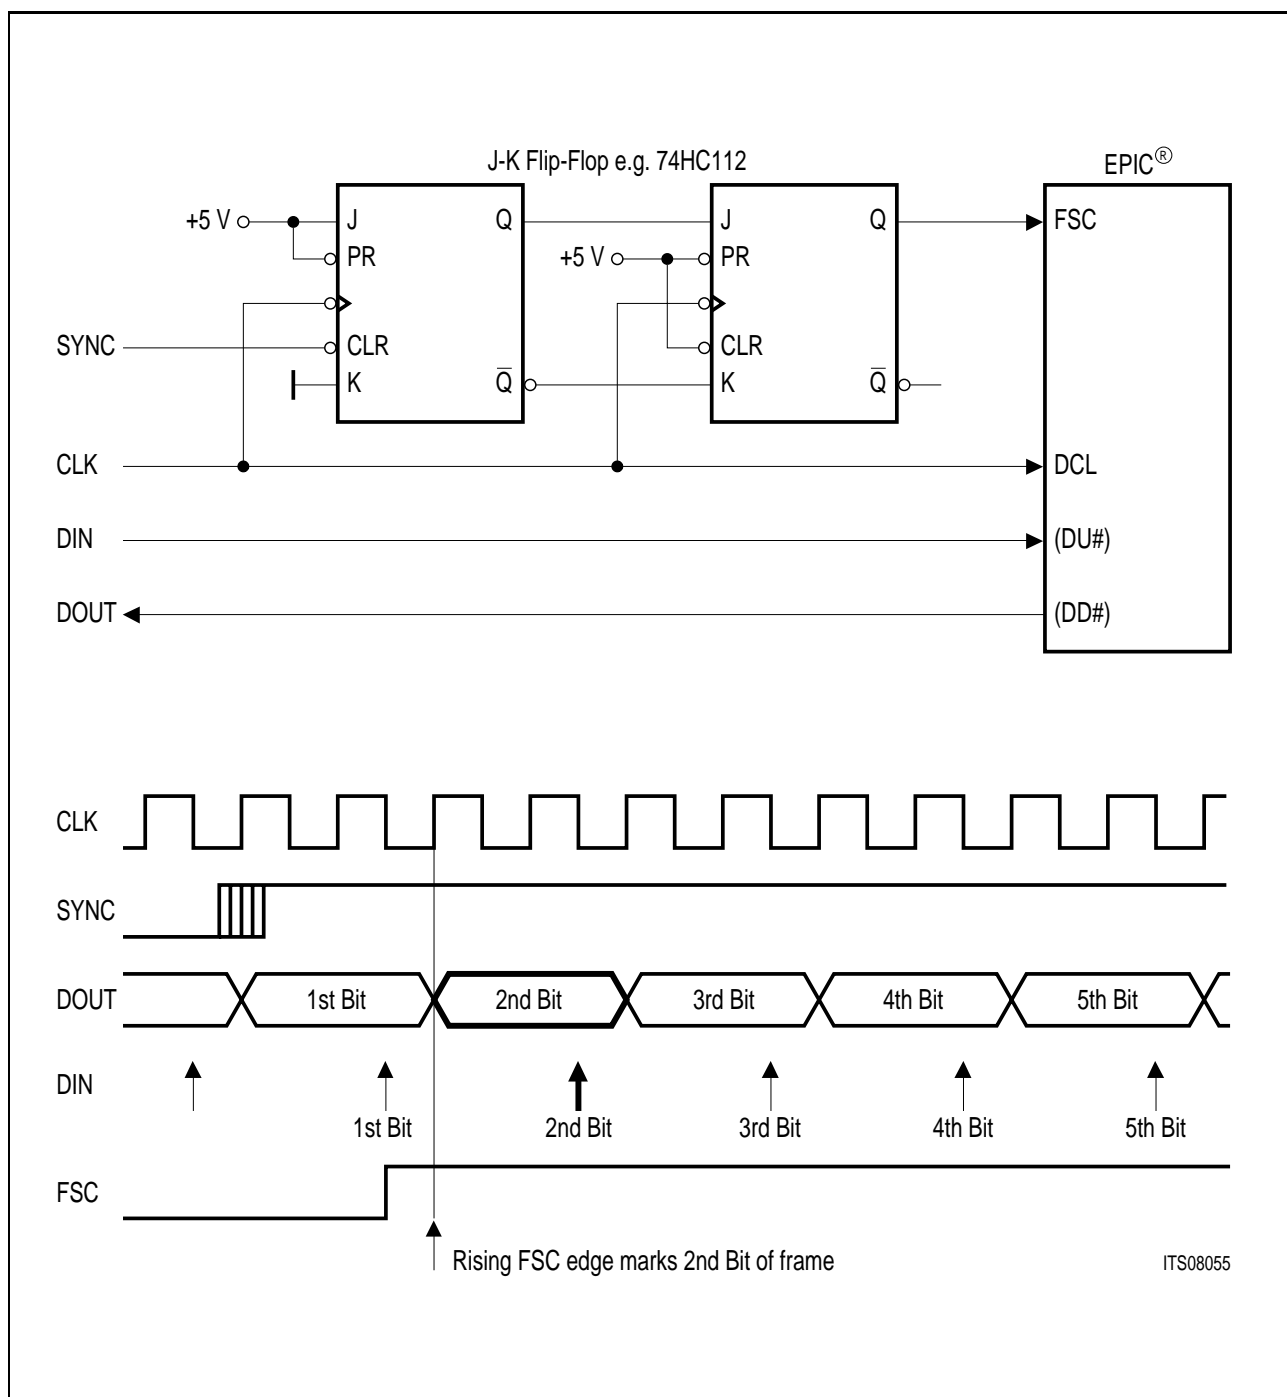 J-K Flip-Flop e.g. 74HC112
EPIC®
+5 V
J
Q
J
Q
FSC
PR
+5 V
PR
SYNC
CLR
CLR
K
Q̅
K
Q̅
CLK
DCL
DIN
(DU#)
DOUT
(DD#)
CLK
SYNC
DOUT
1st Bit
2nd Bit
3rd Bit
4th Bit
5th Bit
DIN
1st Bit
2nd Bit
3rd Bit
4th Bit
5th Bit
FSC
Rising FSC edge marks 2nd Bit of frame
ITS08055